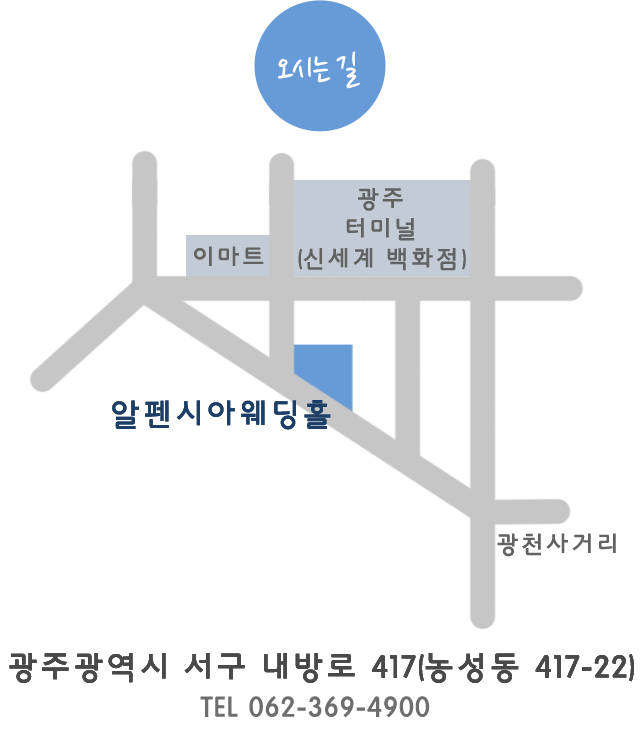 오시는 길
광주
터미널
이마트
(신세계 백화점)
알펜시아웨딩홀
광천사거리
광주광역시 서구 내방로 417(농성동 417-22)
TEL 062-369-4900